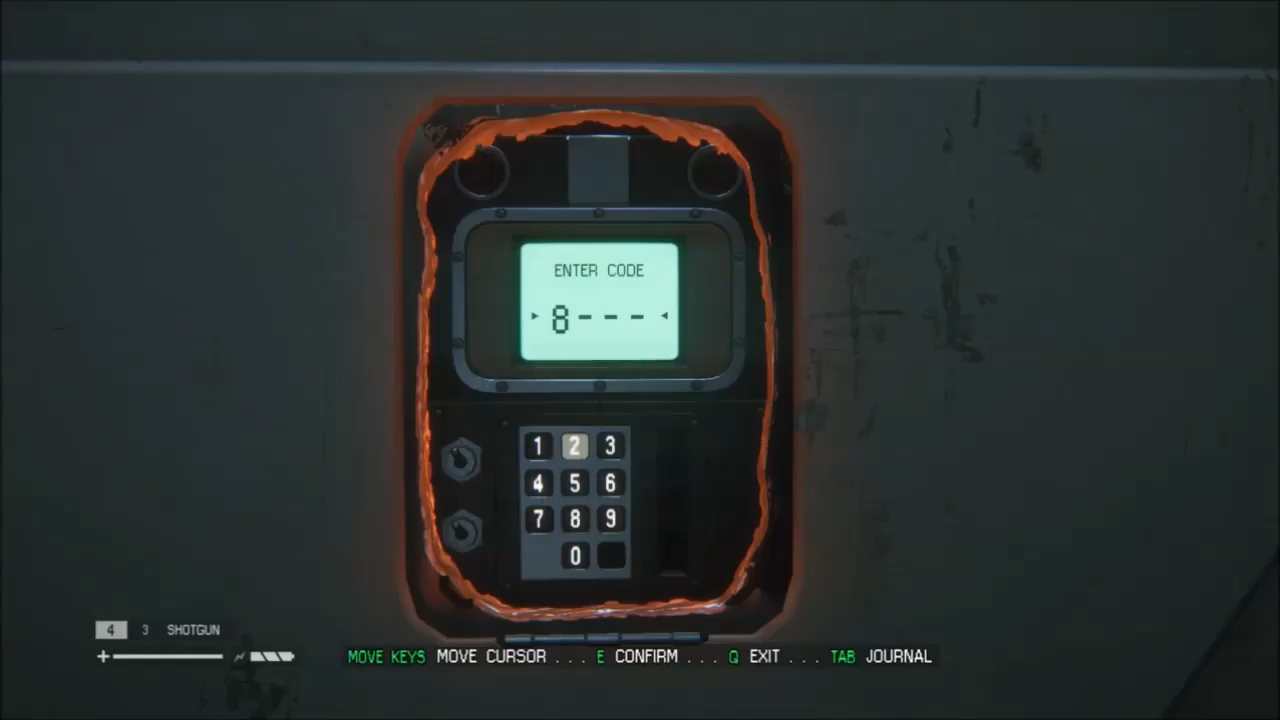 ENTER CODE
▸ 8--- ◂
1 2 3
4 5 6
7 8 9
0
4 3 SHOTGUN
MOVE KEYS MOVE CURSOR ... E CONFIRM ... Q EXIT ... TAB JOURNAL